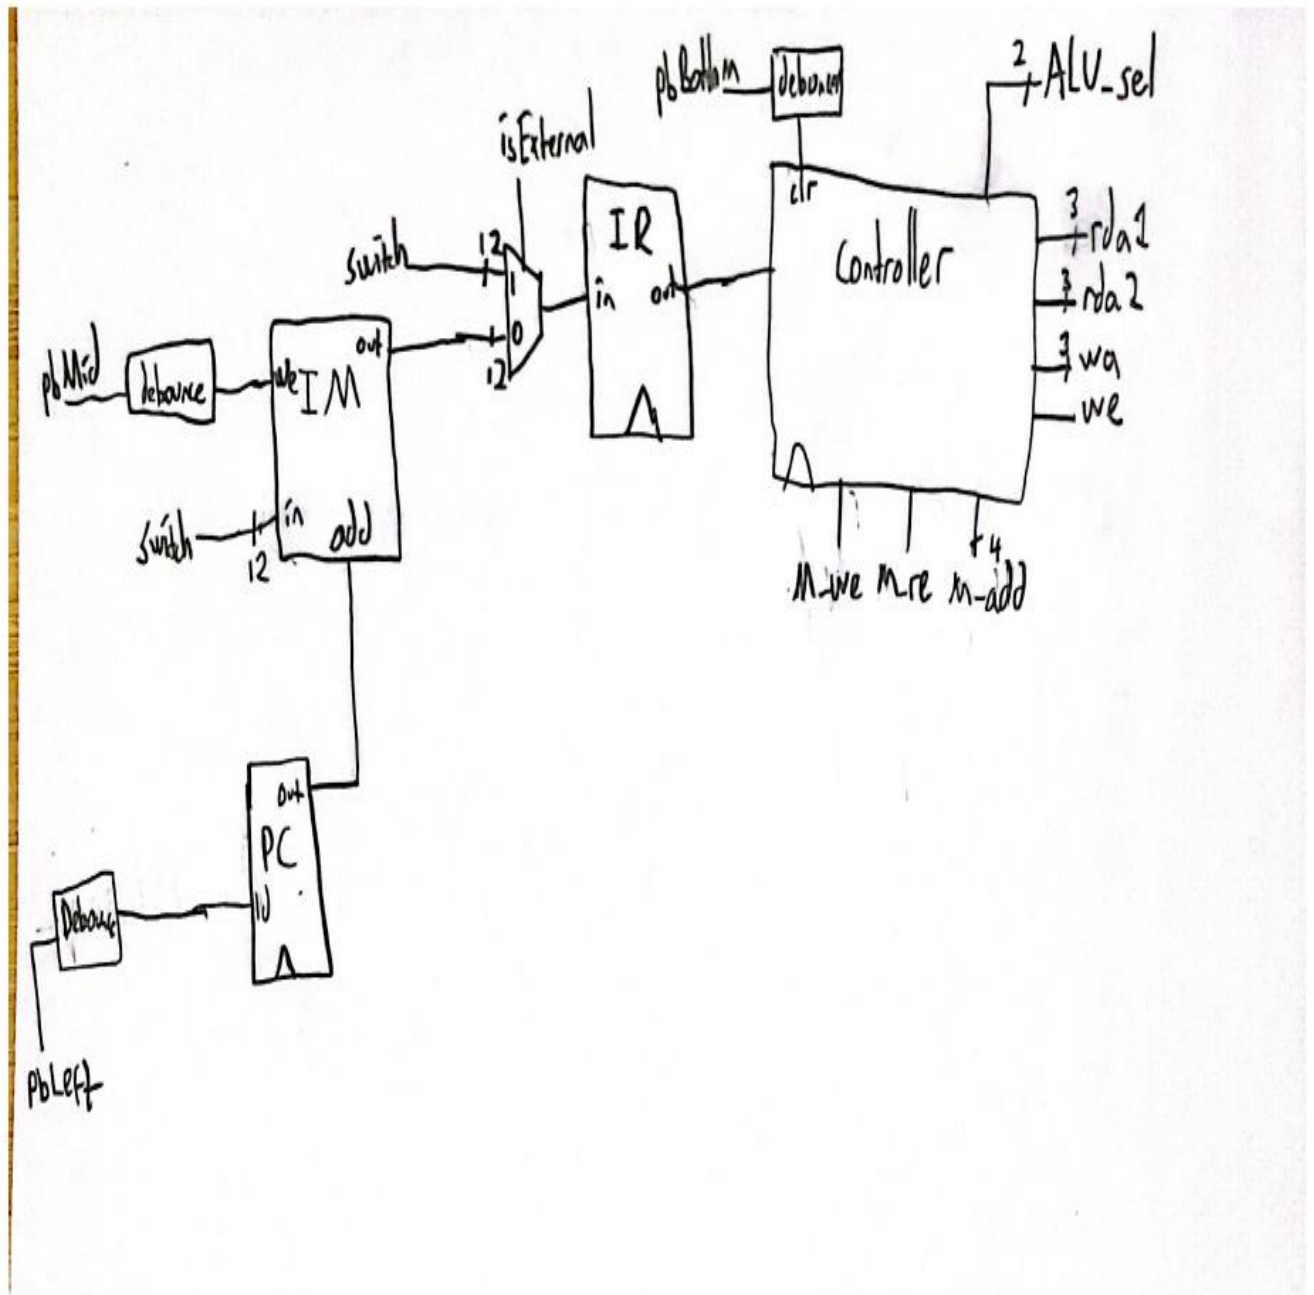 2
ALU_sel
pbBottom
debounce
isExternal
clr
Controller
3
rda1
3
rda2
3
wa
we
M_we
M_re
4
M_add
IR
in
out
switch
12
1
0
12
pbMid
debounce
we
IM
out
switch
12
in
add
out
PC
ld
Debounce
pbLeft